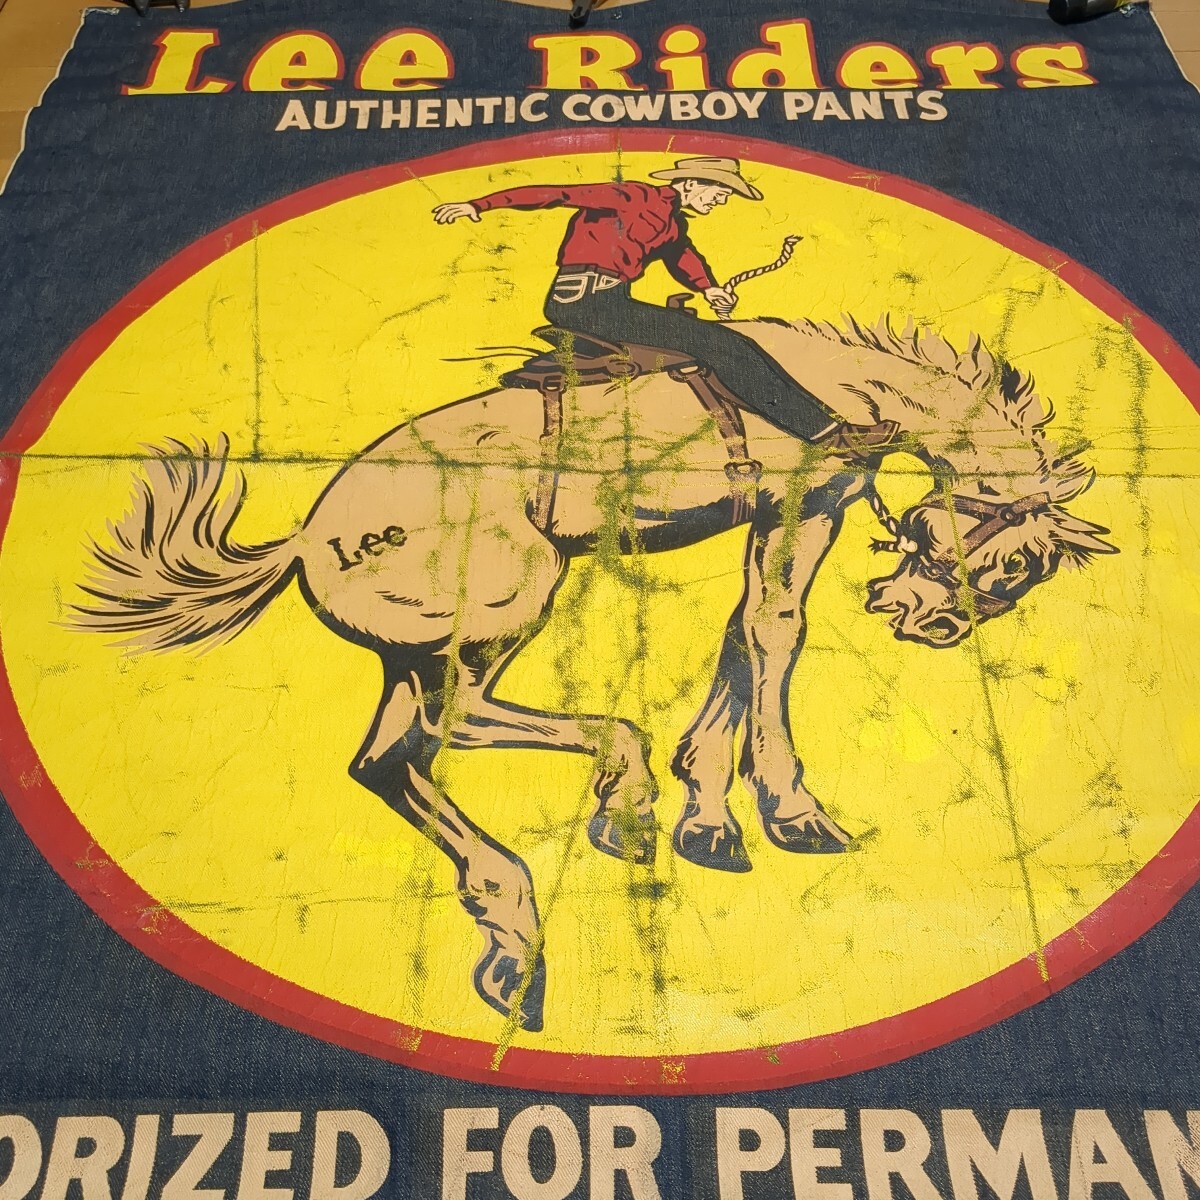 Lee Riders
AUTHENTIC COWBOY PANTS
Lee
ORIZED FOR PERMAN